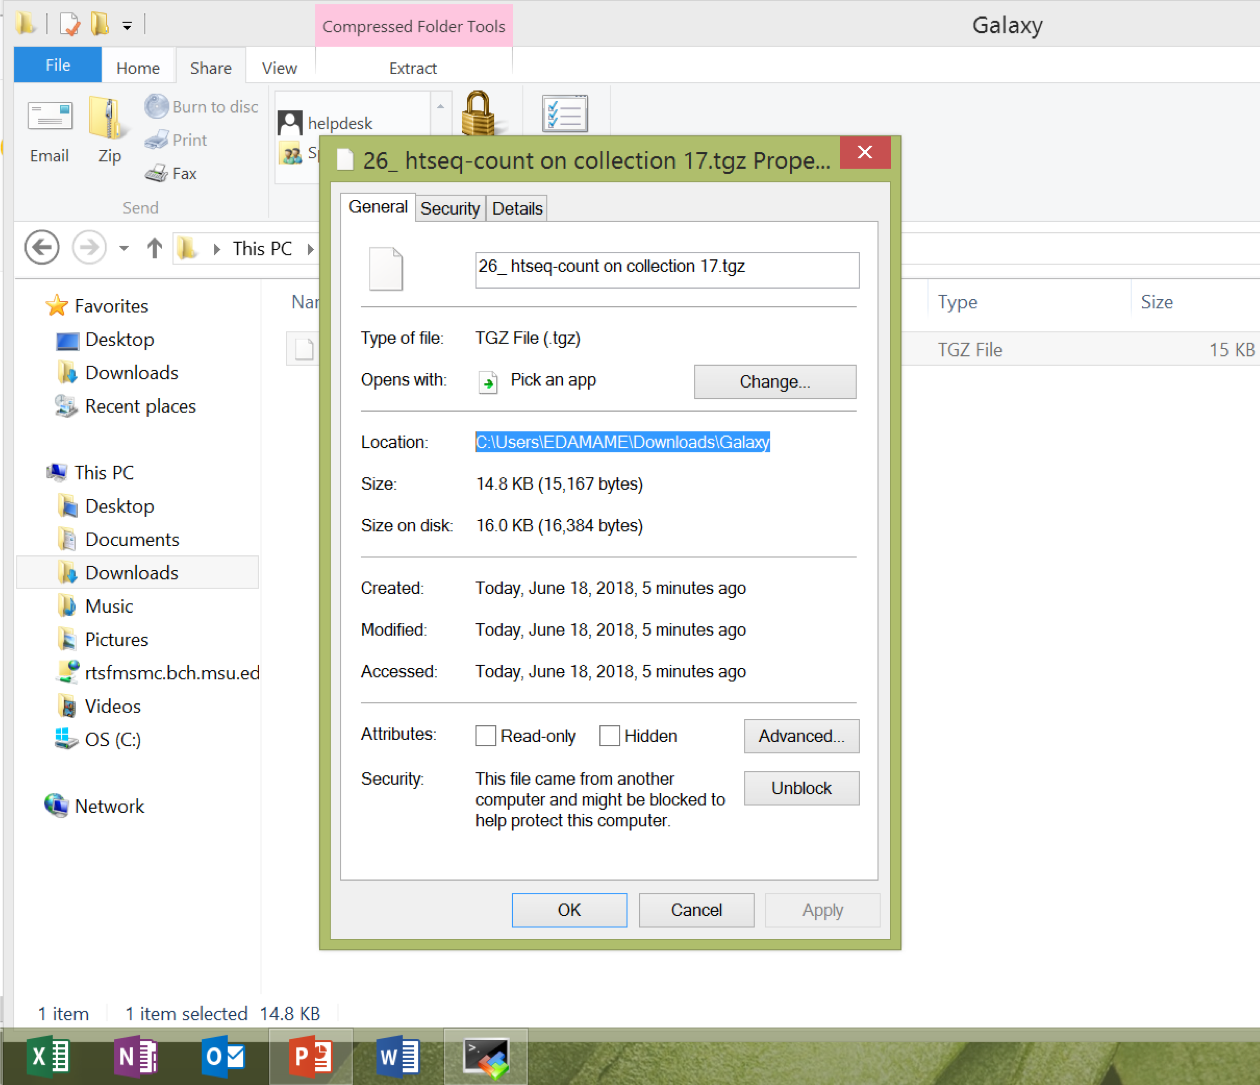 Compressed Folder Tools
Galaxy
File
Home
Share
View
Extract
Email
Zip
Burn to disc
Print
Fax
Send
helpdesk
26_ htseq-count on collection 17.tgz Prope...
General
Security
Details
This PC
26_ htseq-count on collection 17.tgz
Type
Size
TGZ File
15 KB
Type of file:
TGZ File (.tgz)
Opens with:
Pick an app
Change...
Location:
C:\Users\EDAMAME\Downloads\Galaxy
Size:
14.8 KB (15,167 bytes)
Size on disk:
16.0 KB (16,384 bytes)
Created:
Today, June 18, 2018, 5 minutes ago
Modified:
Today, June 18, 2018, 5 minutes ago
Accessed:
Today, June 18, 2018, 5 minutes ago
Attributes:
Read-only
Hidden
Advanced...
Security:
This file came from another
computer and might be blocked to
help protect this computer.
Unblock
OK
Cancel
Apply
Favorites
Desktop
Downloads
Recent places
This PC
Desktop
Documents
Downloads
Music
Pictures
rtsfmsmc.bch.msu.ed
Videos
OS (C:)
Network
1 item
1 item selected
14.8 KB